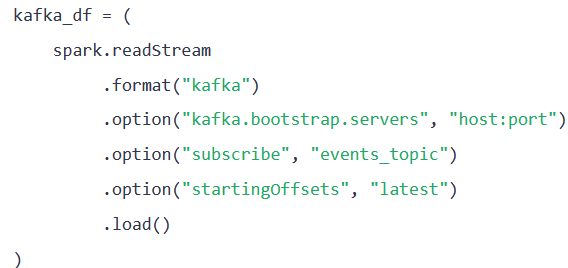 kafka_df = (
    spark.readStream
         .format("kafka")
         .option("kafka.bootstrap.servers", "host:port")
         .option("subscribe", "events_topic")
         .option("startingOffsets", "latest")
         .load()
)